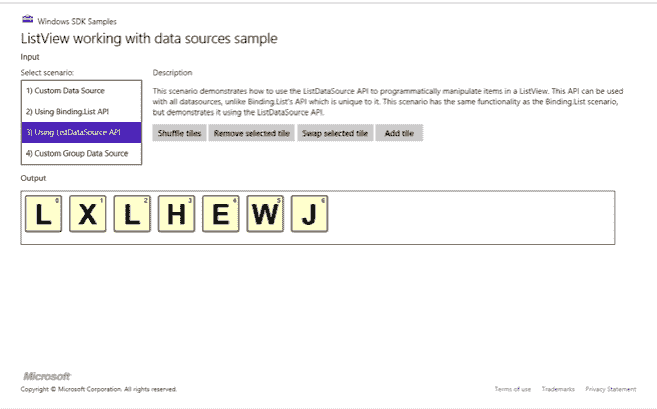 Windows SDK Samples
ListView working with data sources sample
Input
Select scenario:
1) Custom Data Source
2) Using Binding.List API
3) Using ListDataSource API
4) Custom Group Data Source
Description
This scenario demonstrates how to use the ListDataSource API to programmatically manipulate items in a ListView. This API can be used
with all datasources, unlike Binding.List's API which is unique to it. This scenario has the same functionality as the Binding.List scenario,
but demonstrates it using the ListDataSource API.
Shuffle tiles Remove selected tile Swap selected tile Add tile
Output
L 0 X 1 L 2 H 3 E 4 W 5 J 6
Microsoft
Copyright © Microsoft Corporation. All rights reserved.
Terms of use Trademarks Privacy Statement